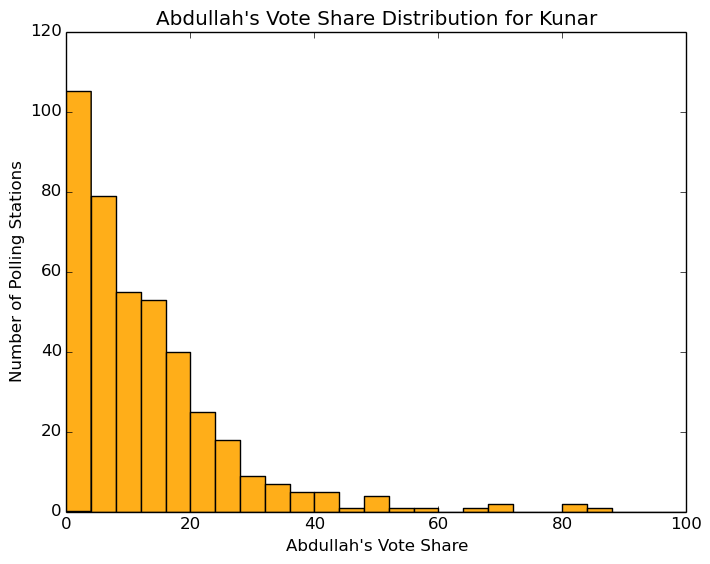 Abdullah's Vote Share Distribution for Kunar
120
100
80
60
40
20
0
Number of Polling Stations
0 20 40 60 80 100
Abdullah's Vote Share